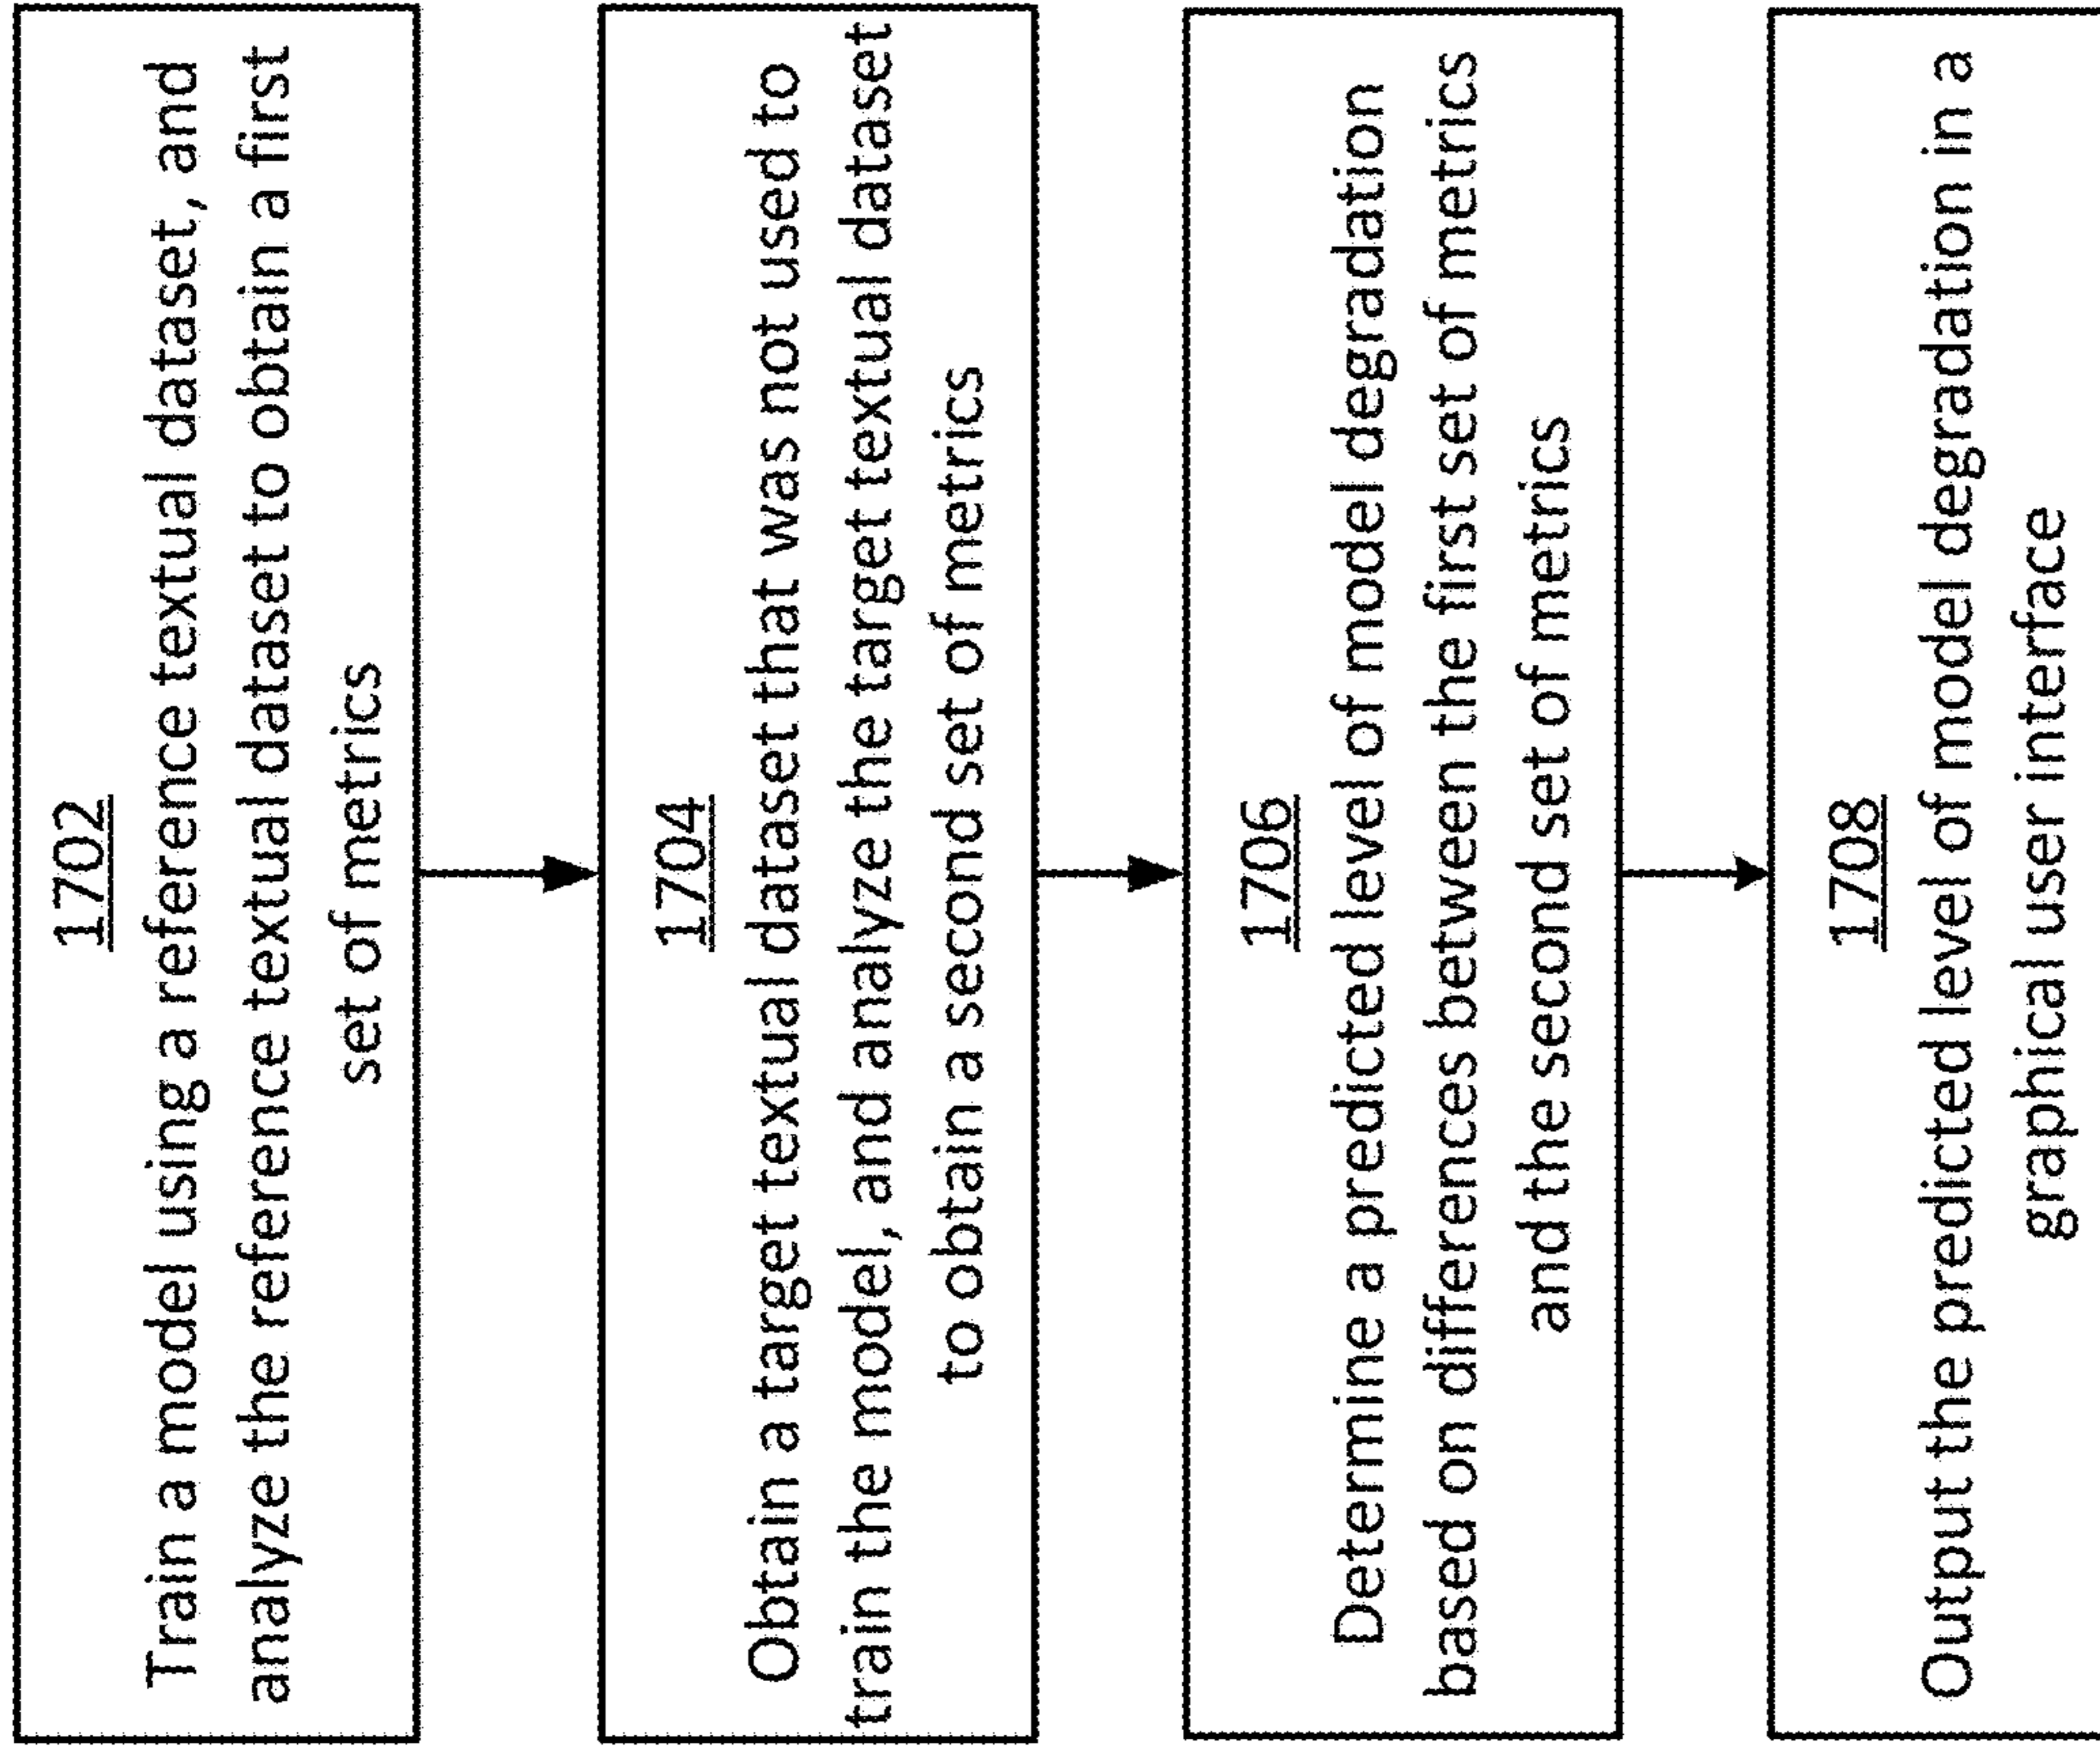 1702
Train a model using a reference textual dataset, and
analyze the reference textual dataset to obtain a first
set of metrics
1704
Obtain a target textual dataset that was not used to
train the model, and analyze the target textual dataset
to obtain a second set of metrics
1706
Determine a predicted level of model degradation
based on differences between the first set of metrics
and the second set of metrics
1708
Output the predicted level of model degradation in a
graphical user interface